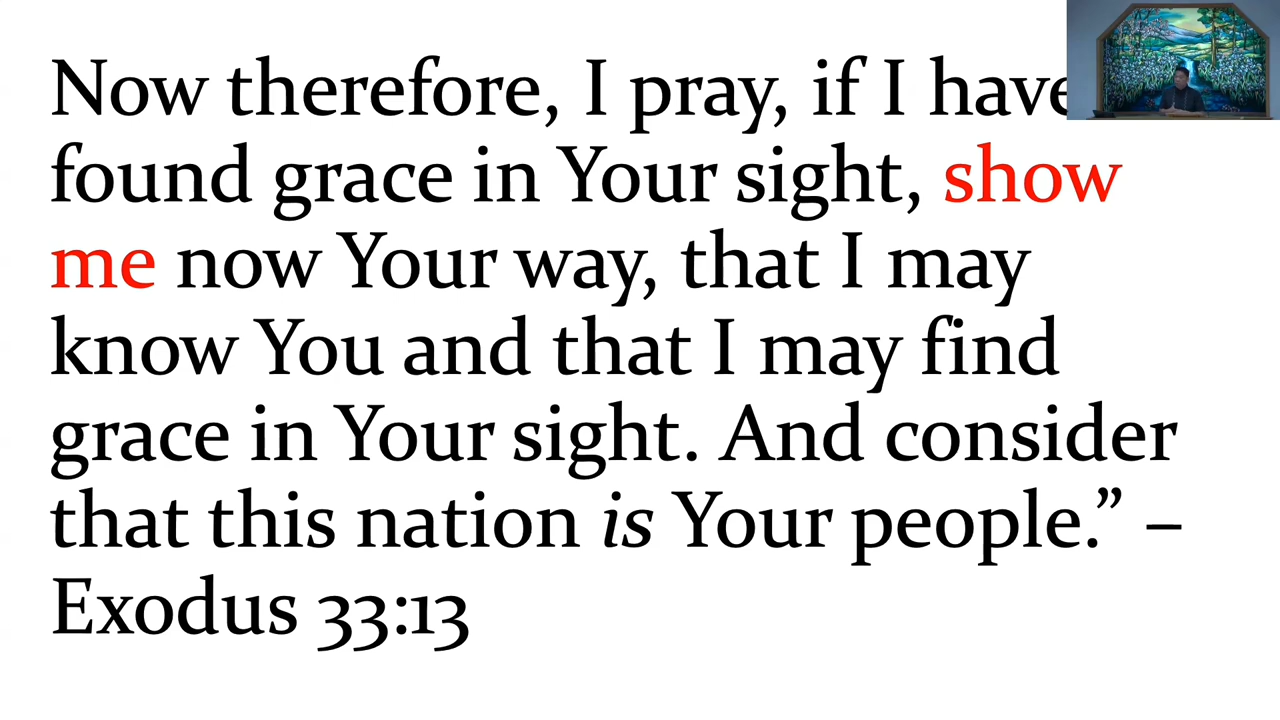 Now therefore, I pray, if I have
found grace in Your sight, show
me now Your way, that I may
know You and that I may find
grace in Your sight. And consider
that this nation is Your people.” –
Exodus 33:13